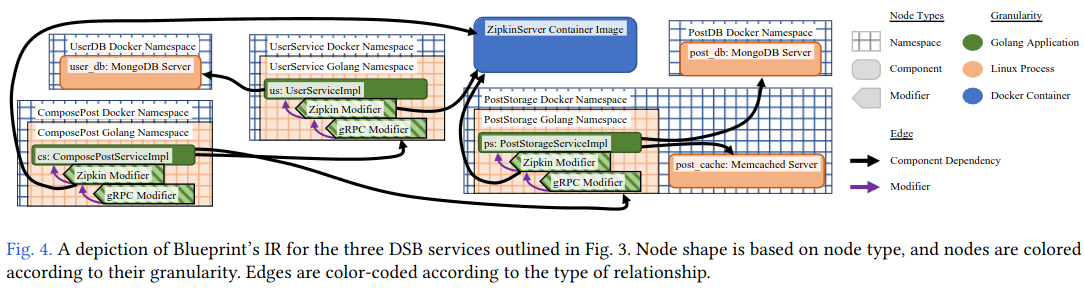 UserDB Docker Namespace
user_db: MongoDB Server
UserService Docker Namespace
UserService Golang Namespace
us: UserServiceImpl
Zipkin Modifier
gRPC Modifier
ComposePost Docker Namespace
ComposePost Golang Namespace
cs: ComposePostServiceImpl
Zipkin Modifier
gRPC Modifier
ZipkinServer Container Image
PostDB Docker Namespace
post_db: MongoDB Server
PostStorage Docker Namespace
PostStorage Golang Namespace
ps: PostStorageServiceImpl
Zipkin Modifier
gRPC Modifier
post_cache: Memcached Server
Node Types
Namespace
Component
Modifier
Granularity
Golang Application
Linux Process
Docker Container
Edge
Component Dependency
Modifier
Fig. 4. A depiction of Blueprint's IR for the three DSB services outlined in Fig. 3. Node shape is based on node type, and nodes are colored
according to their granularity. Edges are color-coded according to the type of relationship.